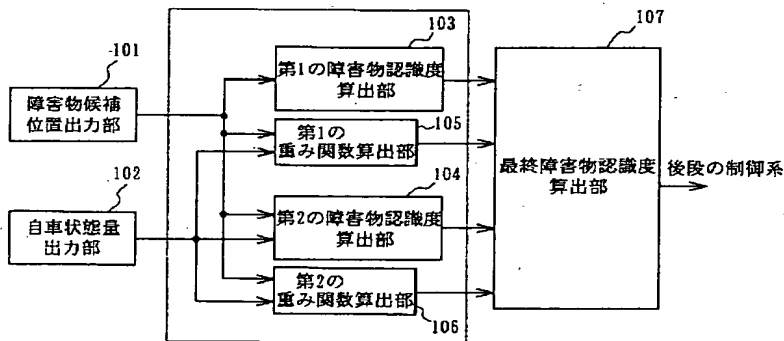 101
障害物候補
位置出力部
102
自車状態量
出力部
103
第1の障害物認識度
算出部
105
第1の
重み関数算出部
104
第2の障害物認識度
算出部
第2の
重み関数算出部
106
107
最終障害物認識度
算出部
後段の制御系